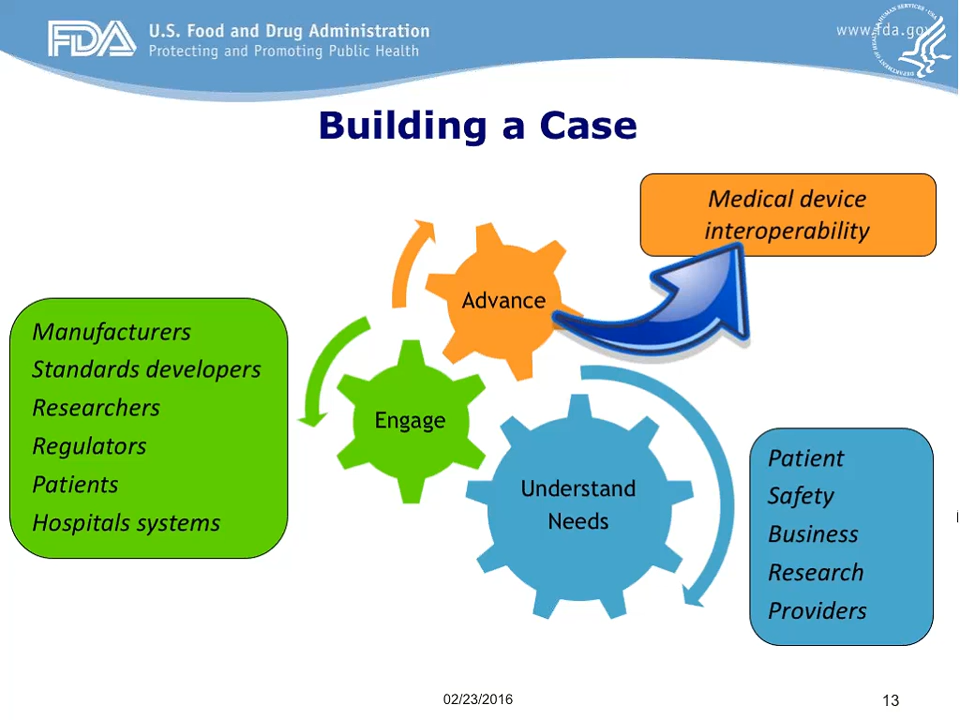 FDA
U.S. Food and Drug Administration
Protecting and Promoting Public Health
www.fda.gov
Building a Case
Medical device
interoperability
Advance
Manufacturers
Standards developers
Researchers
Regulators
Patients
Hospitals systems
Engage
Understand
Needs
Patient
Safety
Business
Research
Providers
02/23/2016
13